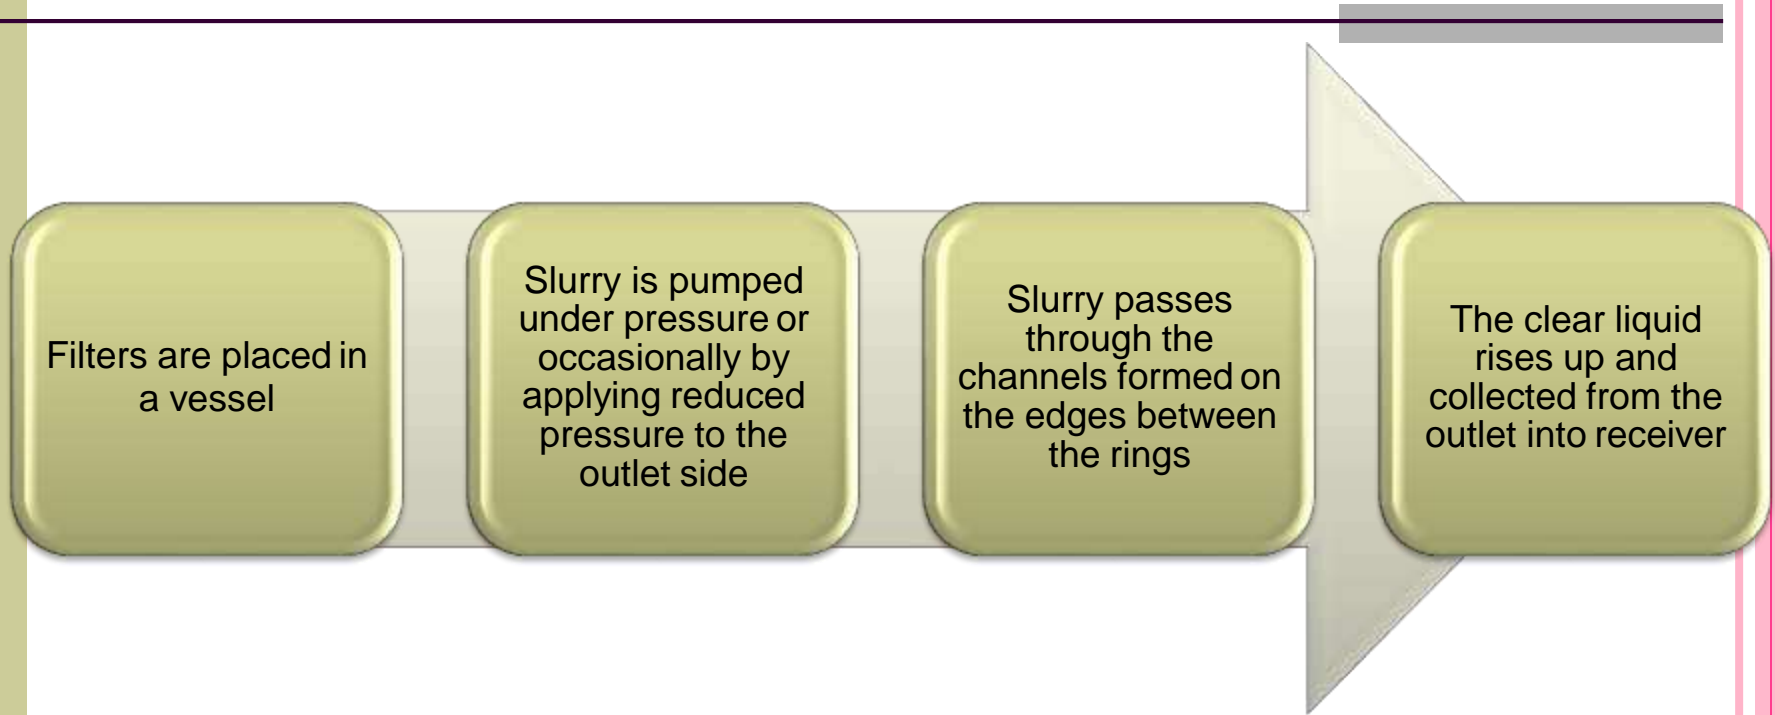 Filters are placed in
a vessel
Slurry is pumped
under pressure or
occasionally by
applying reduced
pressure to the
outlet side
Slurry passes
through the
channels formed on
the edges between
the rings
The clear liquid
rises up and
collected from the
outlet into receiver